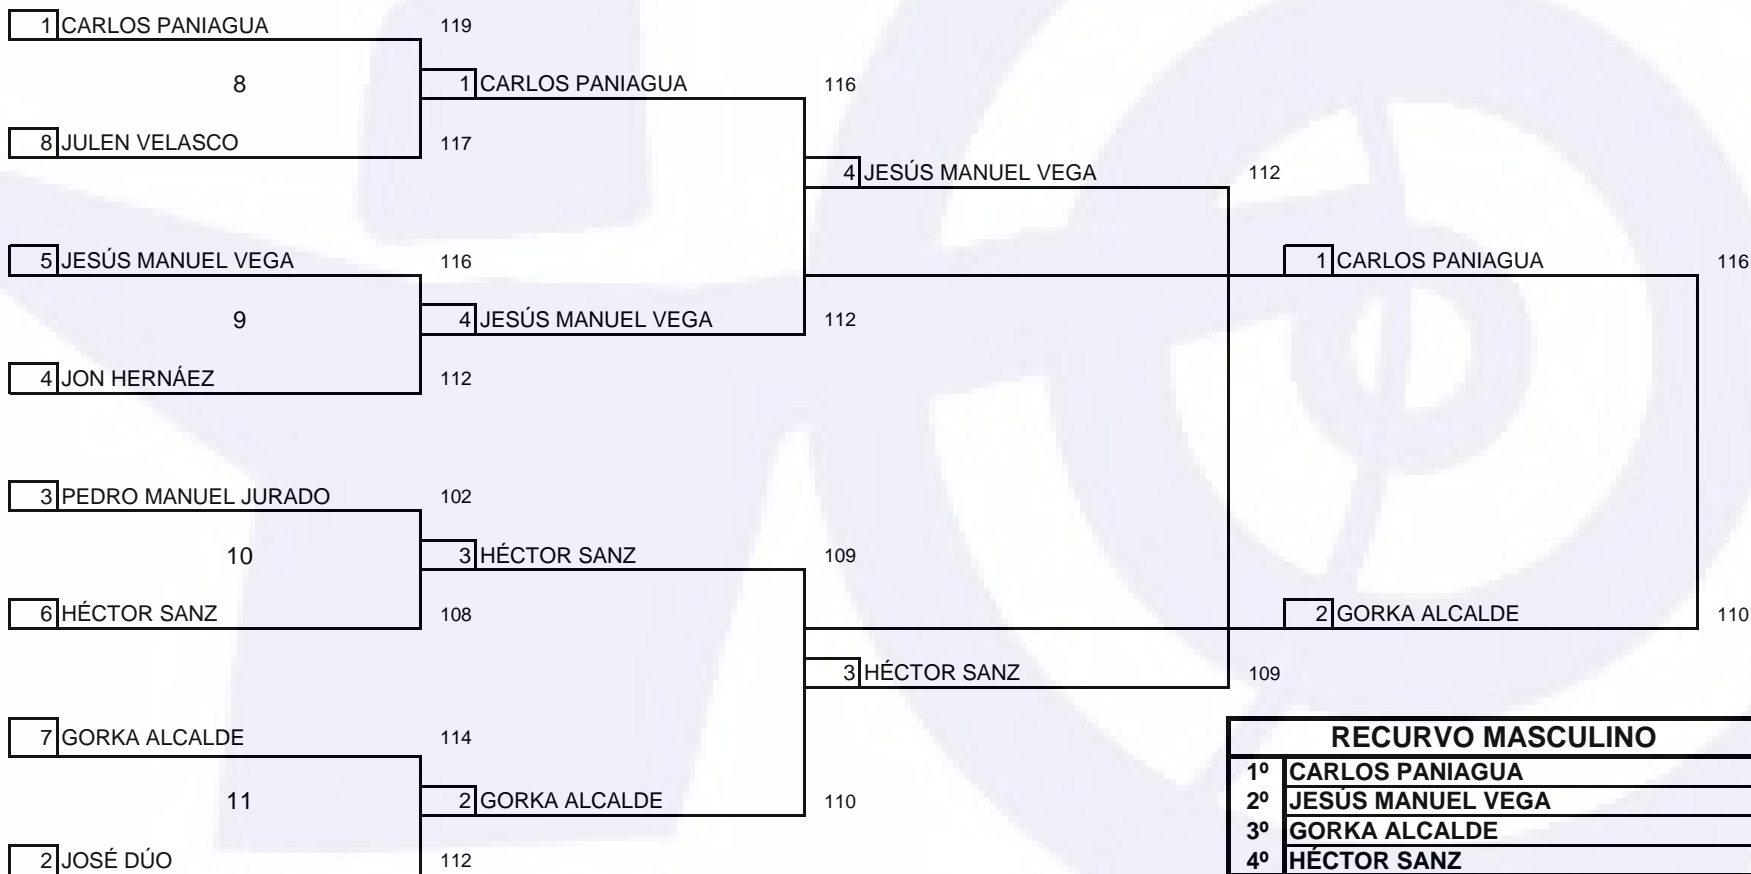 1 CARLOS PANIAGUA 119
8 1 CARLOS PANIAGUA 116
8 JULEN VELASCO 117
4 JESÚS MANUEL VEGA 112
5 JESÚS MANUEL VEGA 116 1 CARLOS PANIAGUA 116
9 4 JESÚS MANUEL VEGA 112
4 JON HERNÁEZ 112
3 PEDRO MANUEL JURADO 102
10 3 HÉCTOR SANZ 109
6 HÉCTOR SANZ 108 2 GORKA ALCALDE 110
3 HÉCTOR SANZ 109
7 GORKA ALCALDE 114 RECURVO MASCULINO
1º CARLOS PANIAGUA
11 2 GORKA ALCALDE 110 2º JESÚS MANUEL VEGA
3º GORKA ALCALDE
2 JOSÉ DÚO 112 4º HÉCTOR SANZ